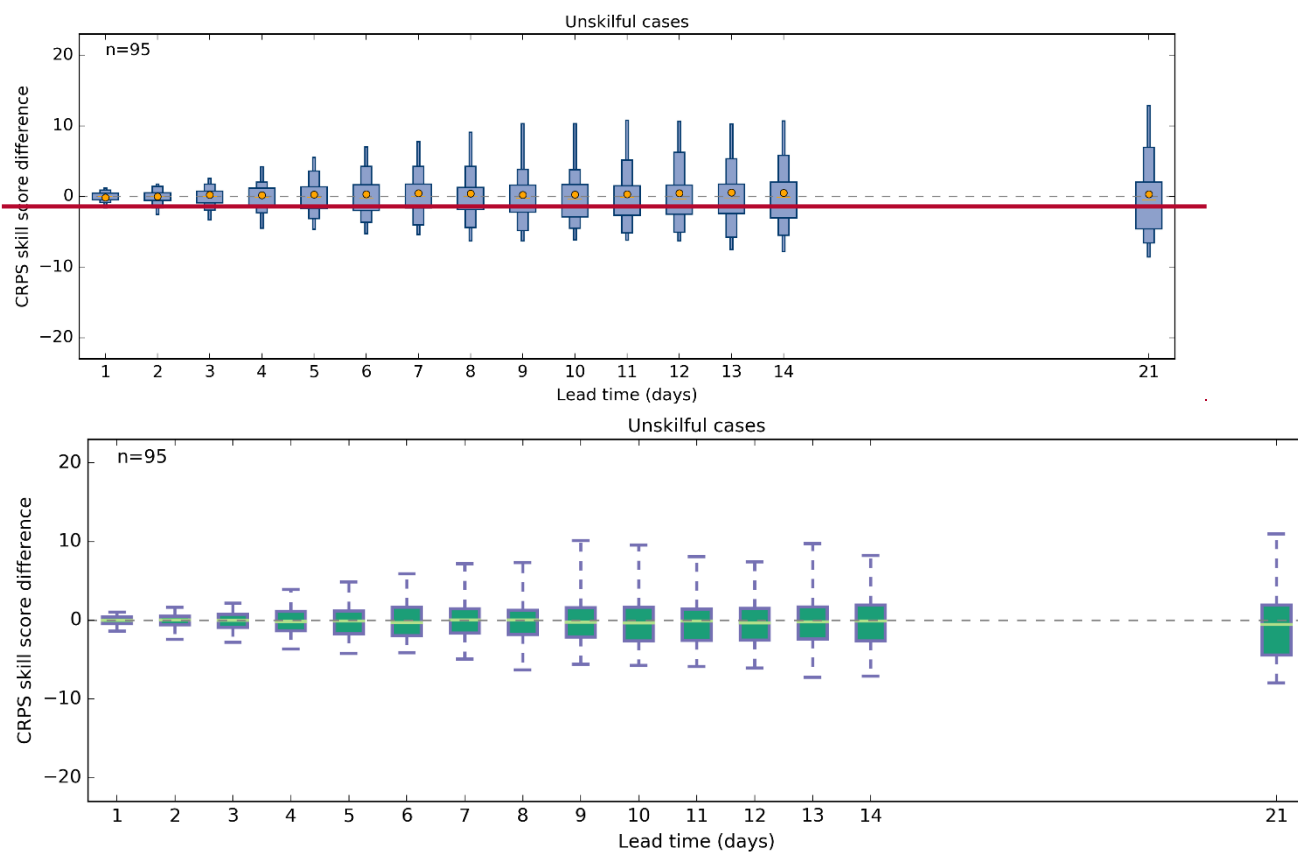 Unskilful cases
n=95
20
10
0
−10
−20
CRPS skill score difference
1 2 3 4 5 6 7 8 9 10 11 12 13 14 21
Lead time (days)
Unskilful cases
n=95
20
10
0
−10
−20
CRPS skill score difference
1 2 3 4 5 6 7 8 9 10 11 12 13 14 21
Lead time (days)